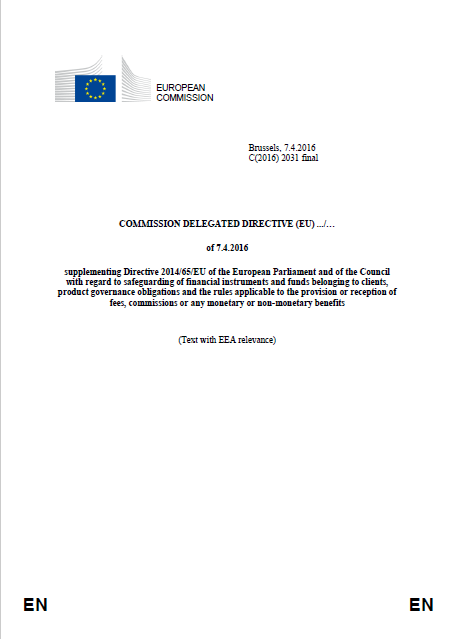 EUROPEAN
COMMISSION
Brussels, 7.4.2016
C(2016) 2031 final
COMMISSION DELEGATED DIRECTIVE (EU) .../…
of 7.4.2016
supplementing Directive 2014/65/EU of the European Parliament and of the Council
with regard to safeguarding of financial instruments and funds belonging to clients,
product governance obligations and the rules applicable to the provision or reception of
fees, commissions or any monetary or non-monetary benefits
(Text with EEA relevance)
EN EN